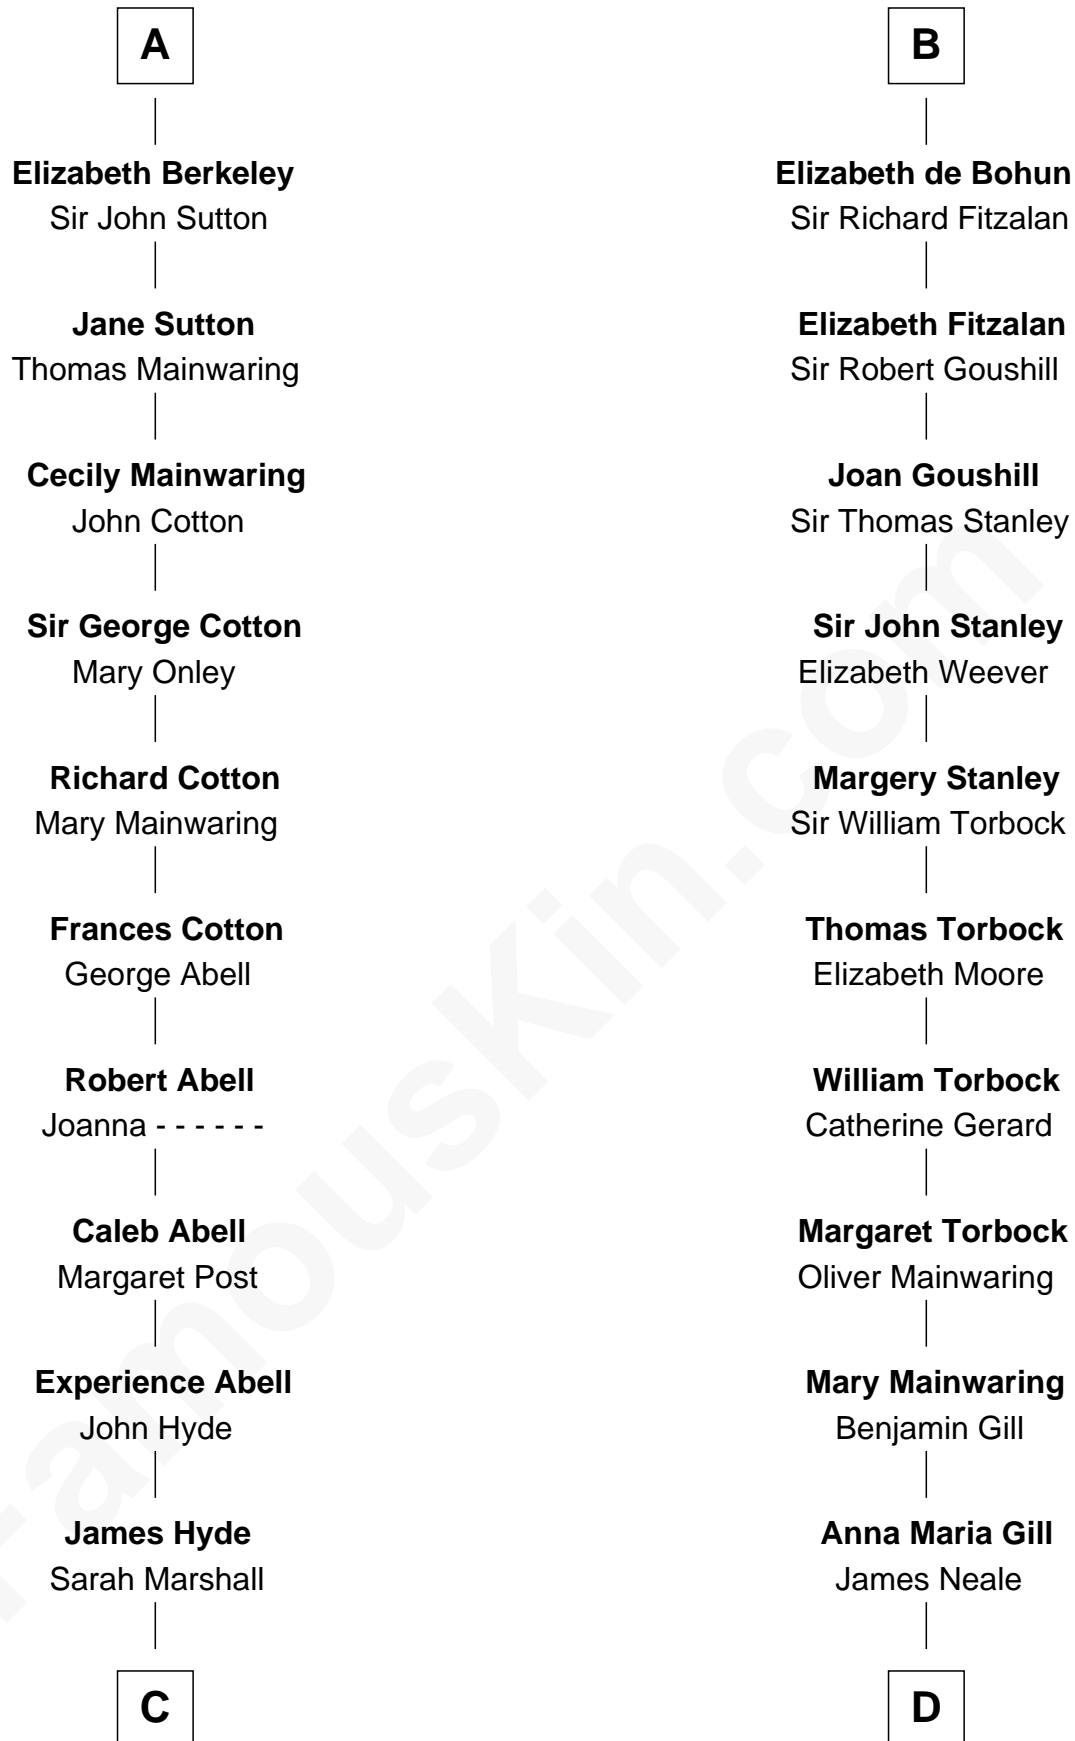 A
Elizabeth Berkeley
Sir John Sutton
Jane Sutton
Thomas Mainwaring
Cecily Mainwaring
John Cotton
Sir George Cotton
Mary Onley
Richard Cotton
Mary Mainwaring
Frances Cotton
George Abell
Robert Abell
Joanna - - - - - -
Caleb Abell
Margaret Post
Experience Abell
John Hyde
James Hyde
Sarah Marshall
C
B
Elizabeth de Bohun
Sir Richard Fitzalan
Elizabeth Fitzalan
Sir Robert Goushill
Joan Goushill
Sir Thomas Stanley
Sir John Stanley
Elizabeth Weever
Margery Stanley
Sir William Torbock
Thomas Torbock
Elizabeth Moore
William Torbock
Catherine Gerard
Margaret Torbock
Oliver Mainwaring
Mary Mainwaring
Benjamin Gill
Anna Maria Gill
James Neale
D
FamousKin.com